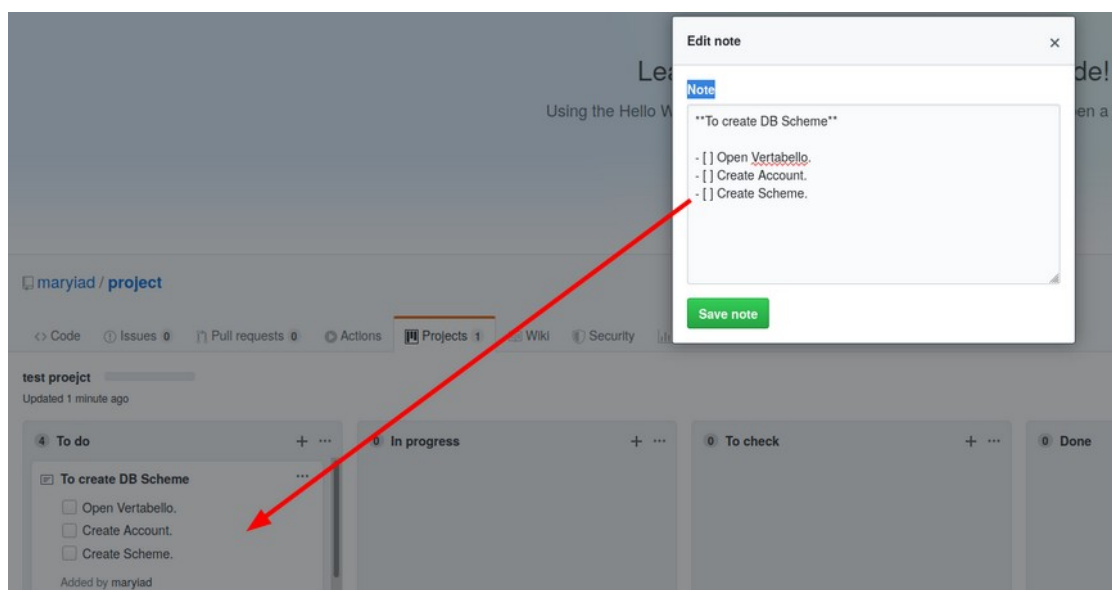 Edit note ×
Lea
de!
Note
Using the Hello W
en a
**To create DB Scheme**
- [ ] Open Vertabello.
- [ ] Create Account.
- [ ] Create Scheme.
maryiad / project
Save note
<> Code Issues 0 Pull requests 0 Actions Projects 1 Wiki Security
test proejct
Updated 1 minute ago
4 To do + ...
0 In progress + ...
0 To check + ...
0 Done
To create DB Scheme ...
Open Vertabello.
Create Account.
Create Scheme.
Added by maryiad